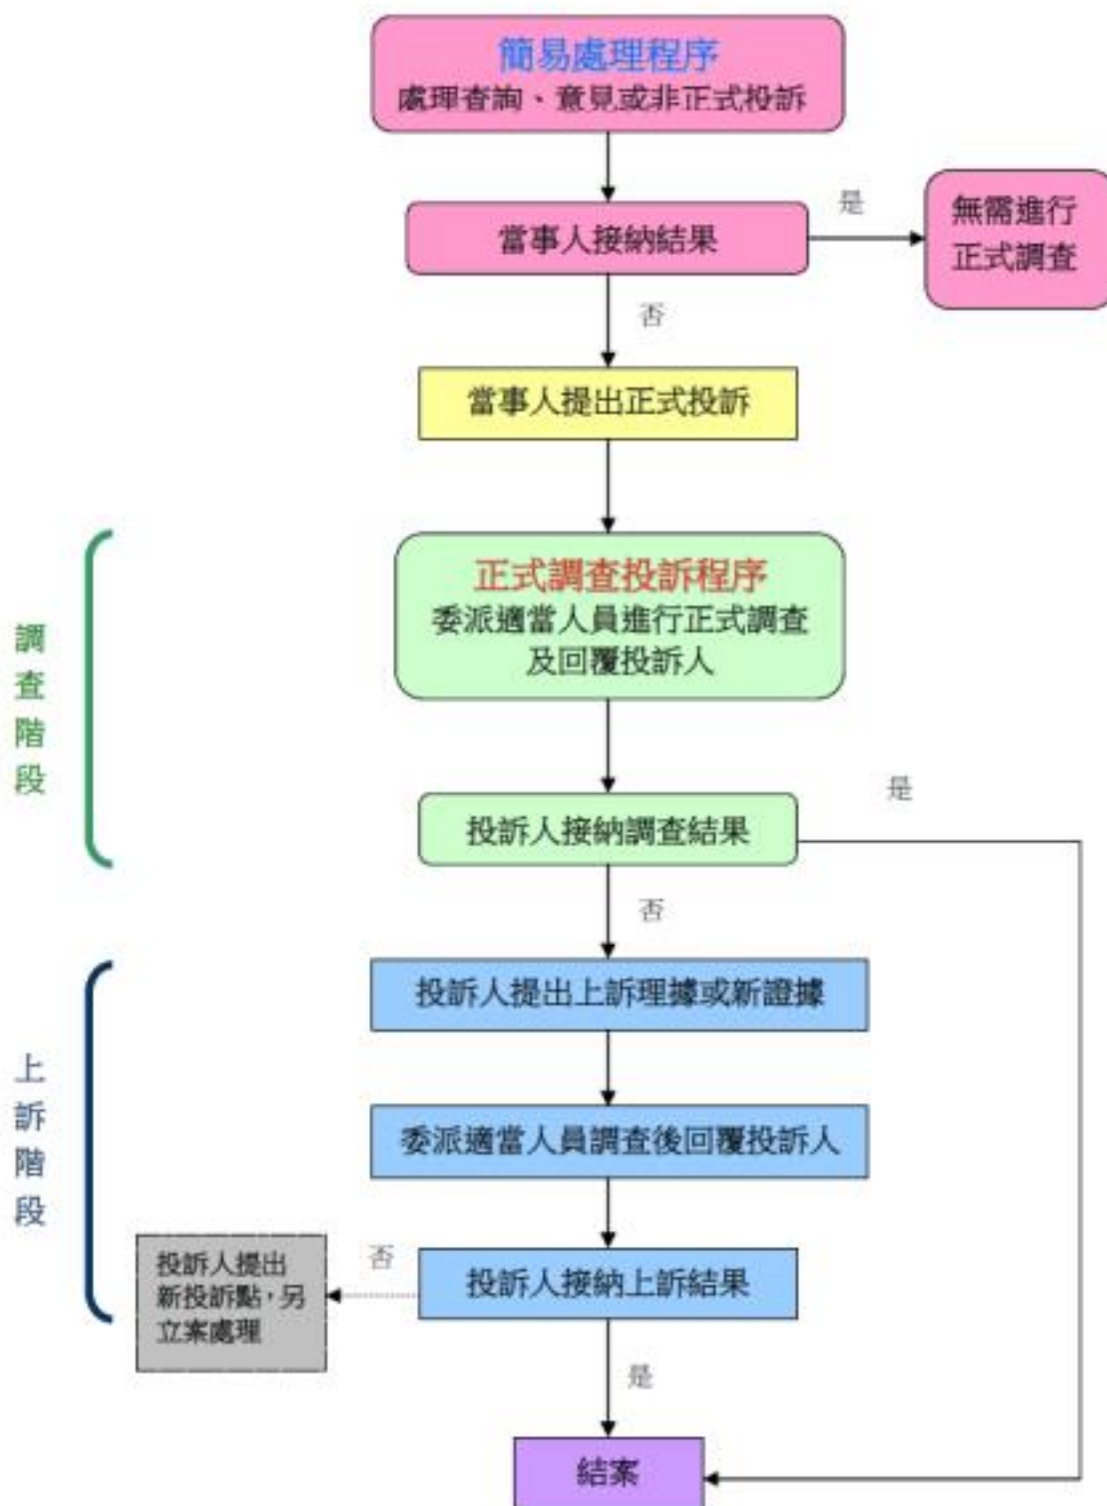 簡易處理程序
處理查詢、意見或非正式投訴
當事人接納結果
是
無需進行
正式調查
否
當事人提出正式投訴
調查階段
正式調查投訴程序
委派適當人員進行正式調查
及回覆投訴人
投訴人接納調查結果
是
否
上訴階段
投訴人提出上訴理據或新證據
委派適當人員調查後回覆投訴人
投訴人接納上訴結果
否
投訴人提出
新投訴點，另
立案處理
是
結案